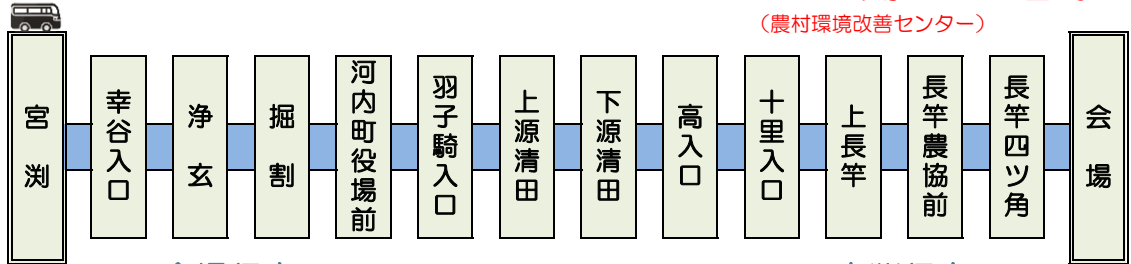 （農村環境改善センター）
宮渕
幸谷入口
浄玄
掘割
河内町役場前
羽子騎入口
上源清田
下源清田
高入口
十里入口
上長竿
長竿農協前
長竿四ツ角
会場